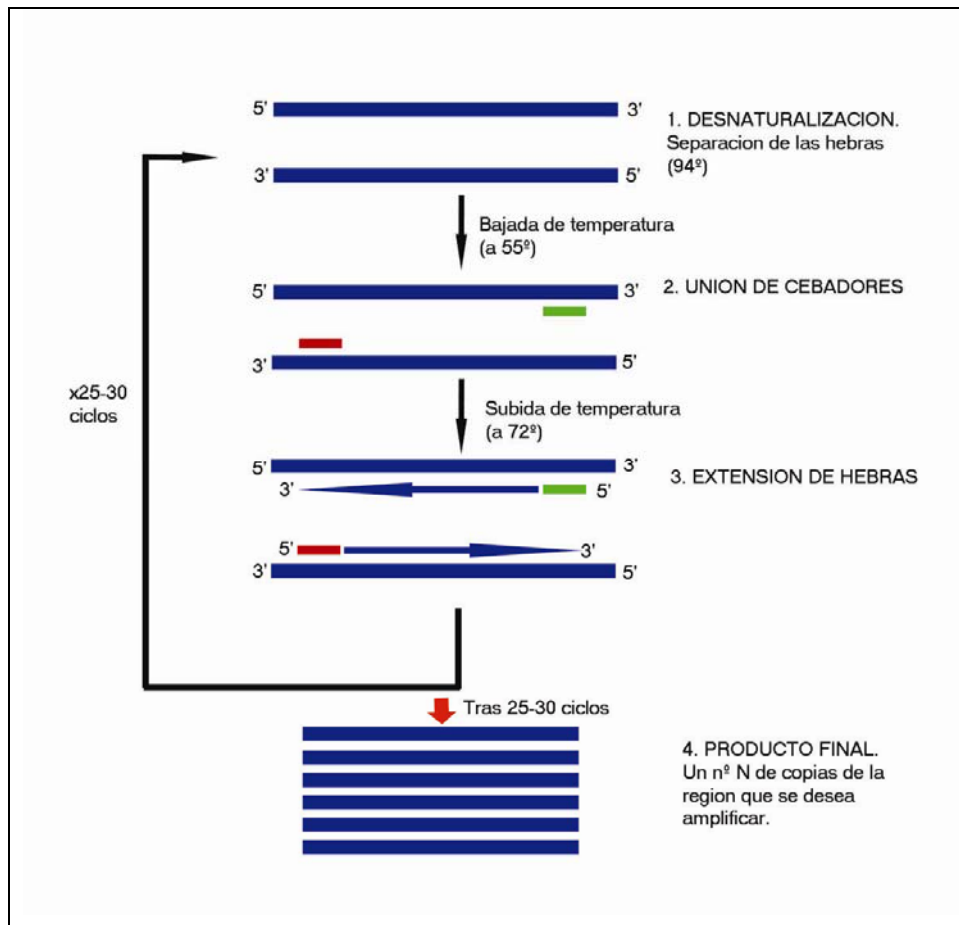 5'
3'
1. DESNATURALIZACION.
Separacion de las hebras
(94º)
3'
5'
Bajada de temperatura
(a 55º)
5'
3'
2. UNION DE CEBADORES
3'
5'
x25-30
ciclos
Subida de temperatura
(a 72º)
5'
3'
3. EXTENSION DE HEBRAS
3'
5'
5'
3'
3'
5'
Tras 25-30 ciclos
4. PRODUCTO FINAL.
Un nº N de copias de la
region que se desea
amplificar.